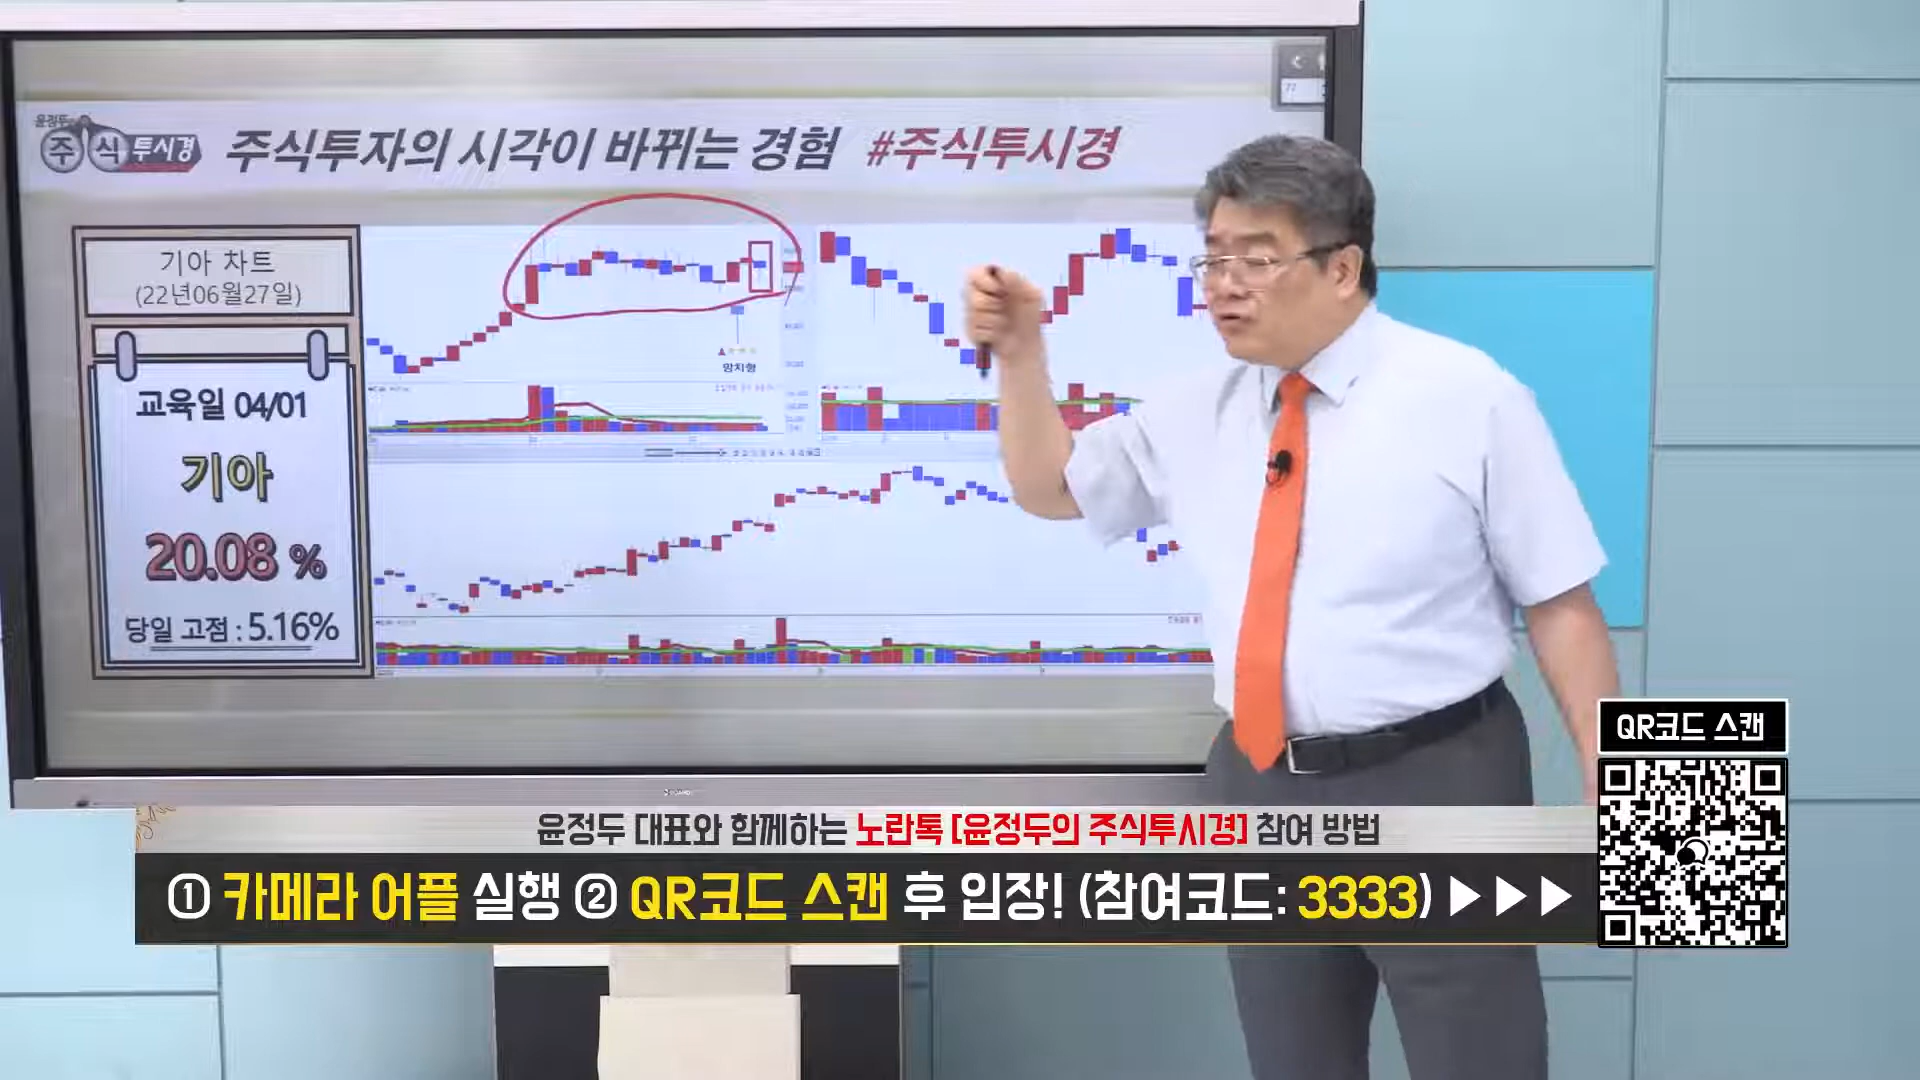 윤정두의
주식투시경
주식투자의 시각이 바뀌는 경험 #주식투시경
기아 차트
(22년06월27일)
교육일 04/01
기아
20.08 %
당일 고점 : 5.16%
망치형
QR코드 스캔
윤정두 대표와 함께하는 노란톡 [윤정두의 주식투시경] 참여 방법
① 카메라 어플 실행 ② QR코드 스캔 후 입장! (참여코드: 3333) ▶▶▶